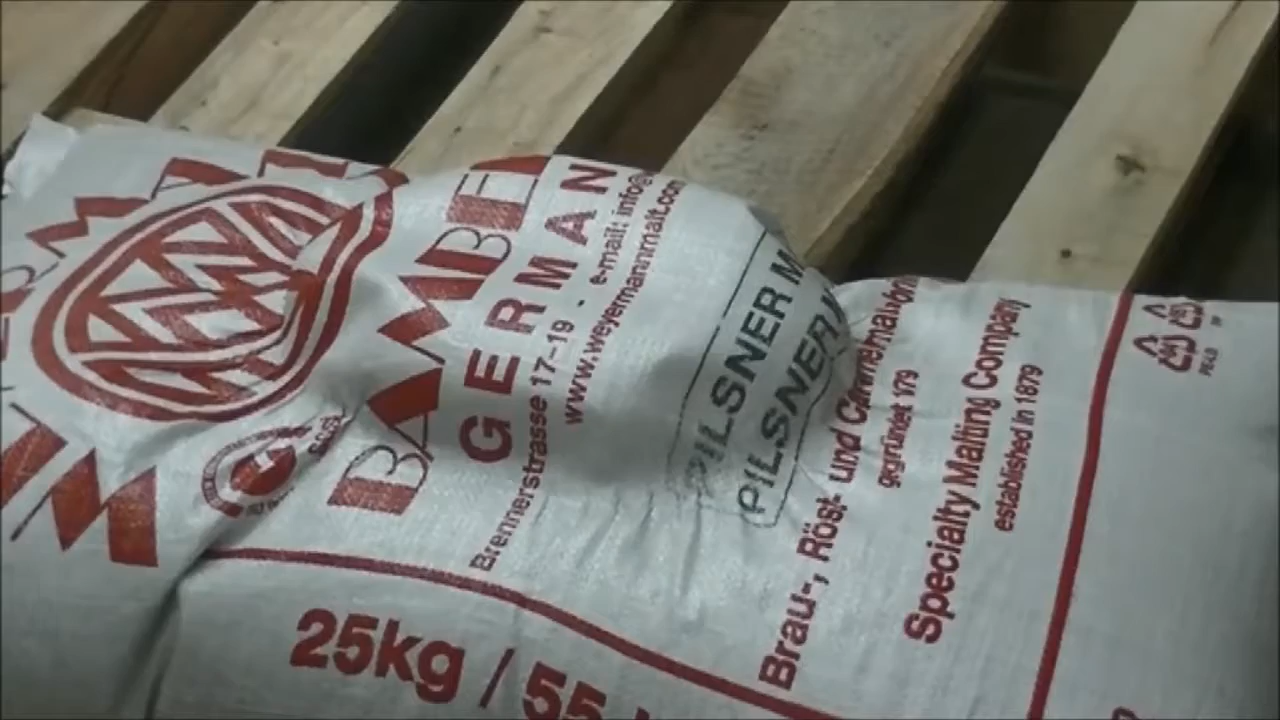 BAMBE
GERMAN
Brennerstrasse 17-19 · e-mail: info@
www.weyermannmalt.com
PILSNER M
PILSNER
Brau-, Röst- und
gegründet
Specialty Malting Company
established in 1879
25kg / 55